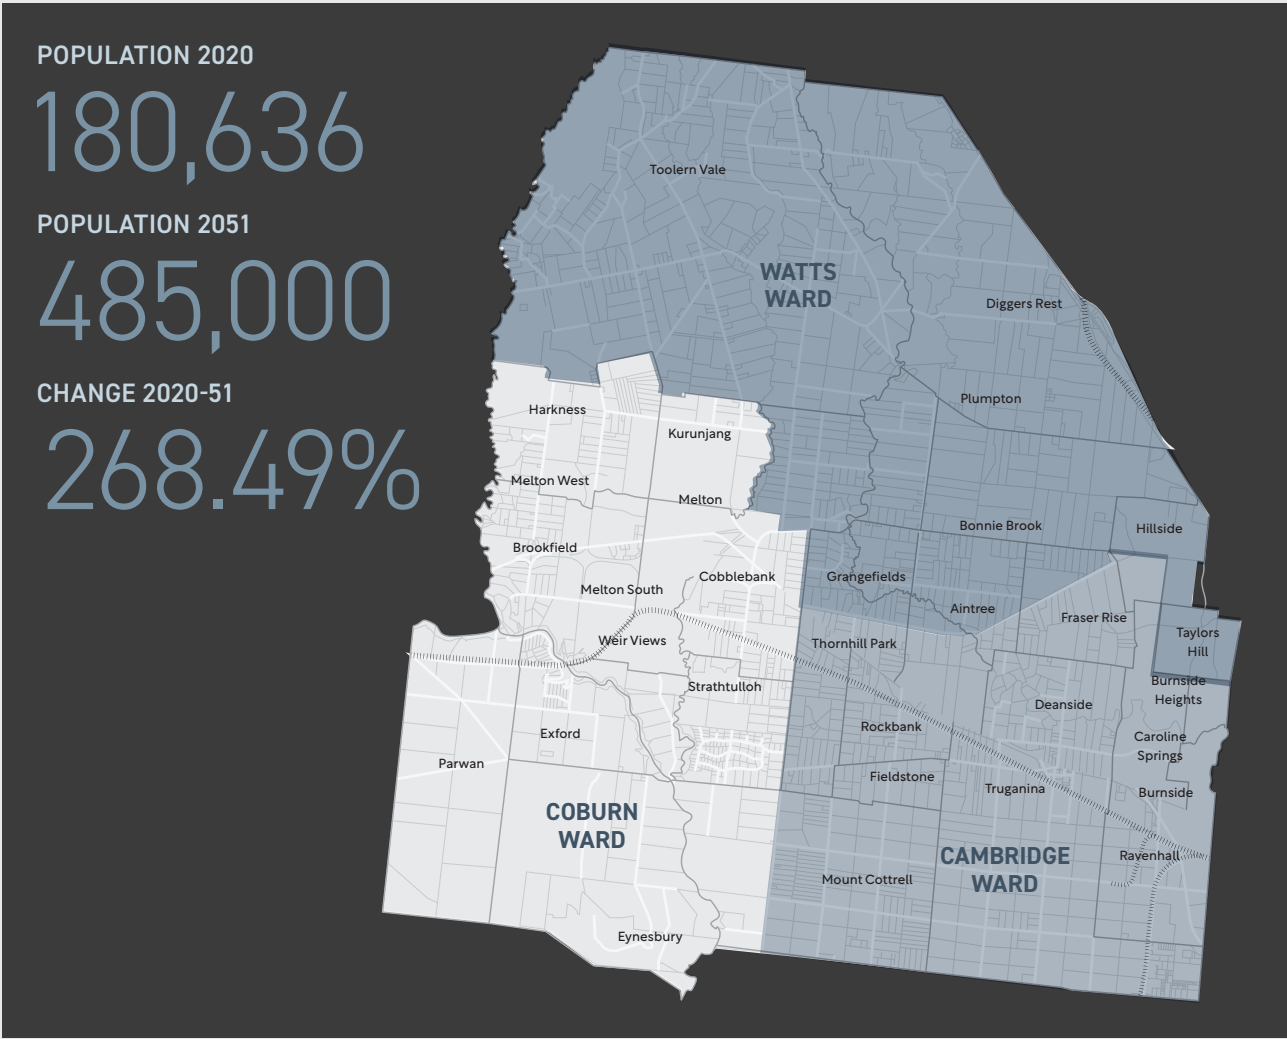 POPULATION 2020
180,636
POPULATION 2051
485,000
CHANGE 2020-51
268.49%
Toolern Vale
WATTS
WARD
Diggers Rest
Plumpton
Harkness
Kurunjang
Melton West
Melton
Bonnie Brook
Hillside
Brookfield
Cobblebank
Grangefields
Melton South
Aintree
Fraser Rise
Taylors
Hill
Weir Views
Thornhill Park
Strathtulloh
Burnside
Heights
Deanside
Exford
Rockbank
Caroline
Springs
Parwan
Fieldstone
Truganina
Burnside
COBURN
WARD
CAMBRIDGE
WARD
Ravenhall
Mount Cottrell
Eynesbury